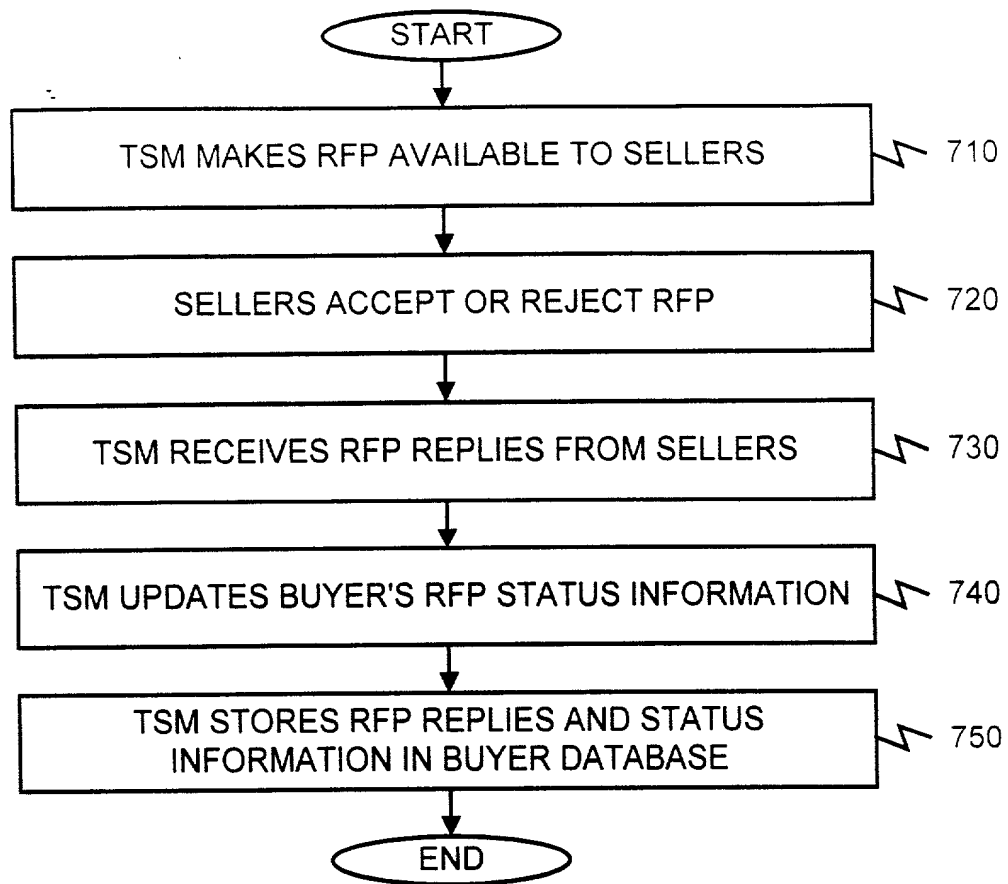 START
TSM MAKES RFP AVAILABLE TO SELLERS
710
SELLERS ACCEPT OR REJECT RFP
720
TSM RECEIVES RFP REPLIES FROM SELLERS
730
TSM UPDATES BUYER'S RFP STATUS INFORMATION
740
TSM STORES RFP REPLIES AND STATUS
INFORMATION IN BUYER DATABASE
750
END